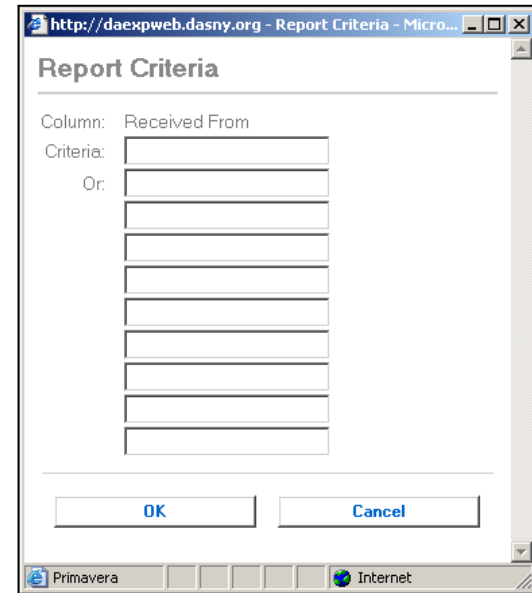 http://daexpweb.dasny.org - Report Criteria - Micro...
Report Criteria
Column: Received From
Criteria:
Or:
OK Cancel
Primavera Internet